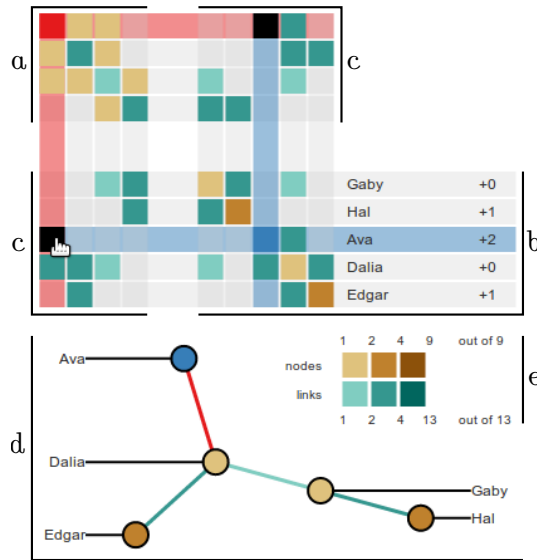 a
c
Gaby +0
Hal +1
c
Ava +2
b
Dalia +0
Edgar +1
1 2 4 9 out of 9
Ava
nodes
e
links
1 2 4 13 out of 13
d
Dalia
Gaby
Hal
Edgar